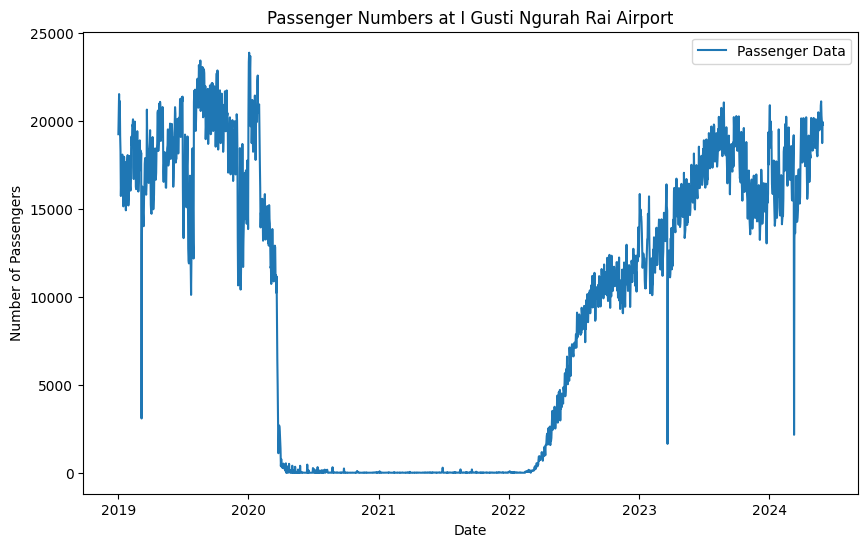 Passenger Numbers at I Gusti Ngurah Rai Airport
Passenger Data
Number of Passengers
25000
20000
15000
10000
5000
0
2019 2020 2021 2022 2023 2024
Date